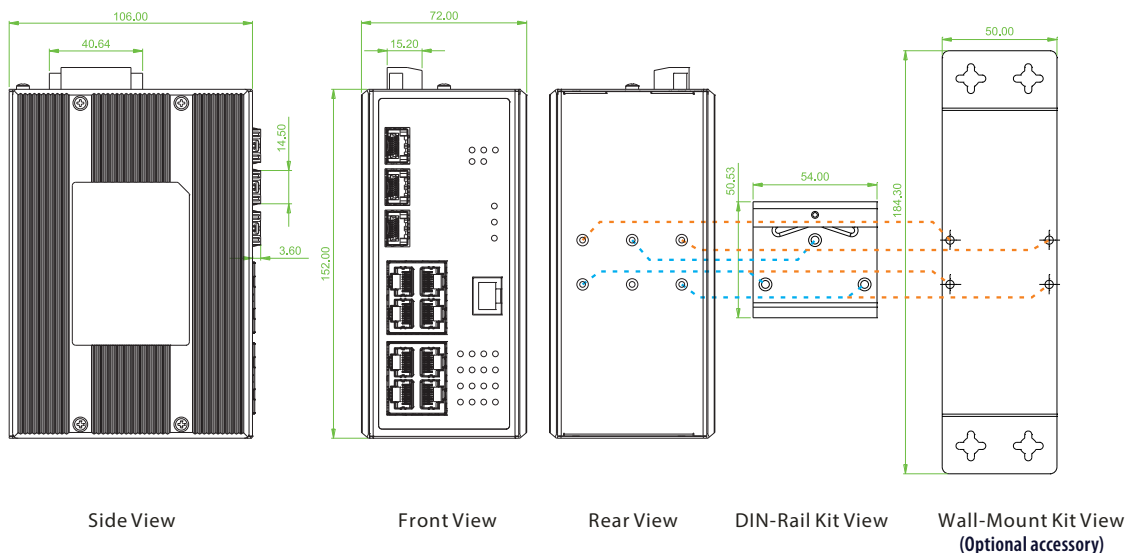 106.00
40.64
14.50
3.60
72.00
15.20
152.00
50.53
54.00
50.00
184.30
Side View
Front View
Rear View
DIN-Rail Kit View
Wall-Mount Kit View
(Optional accessory)